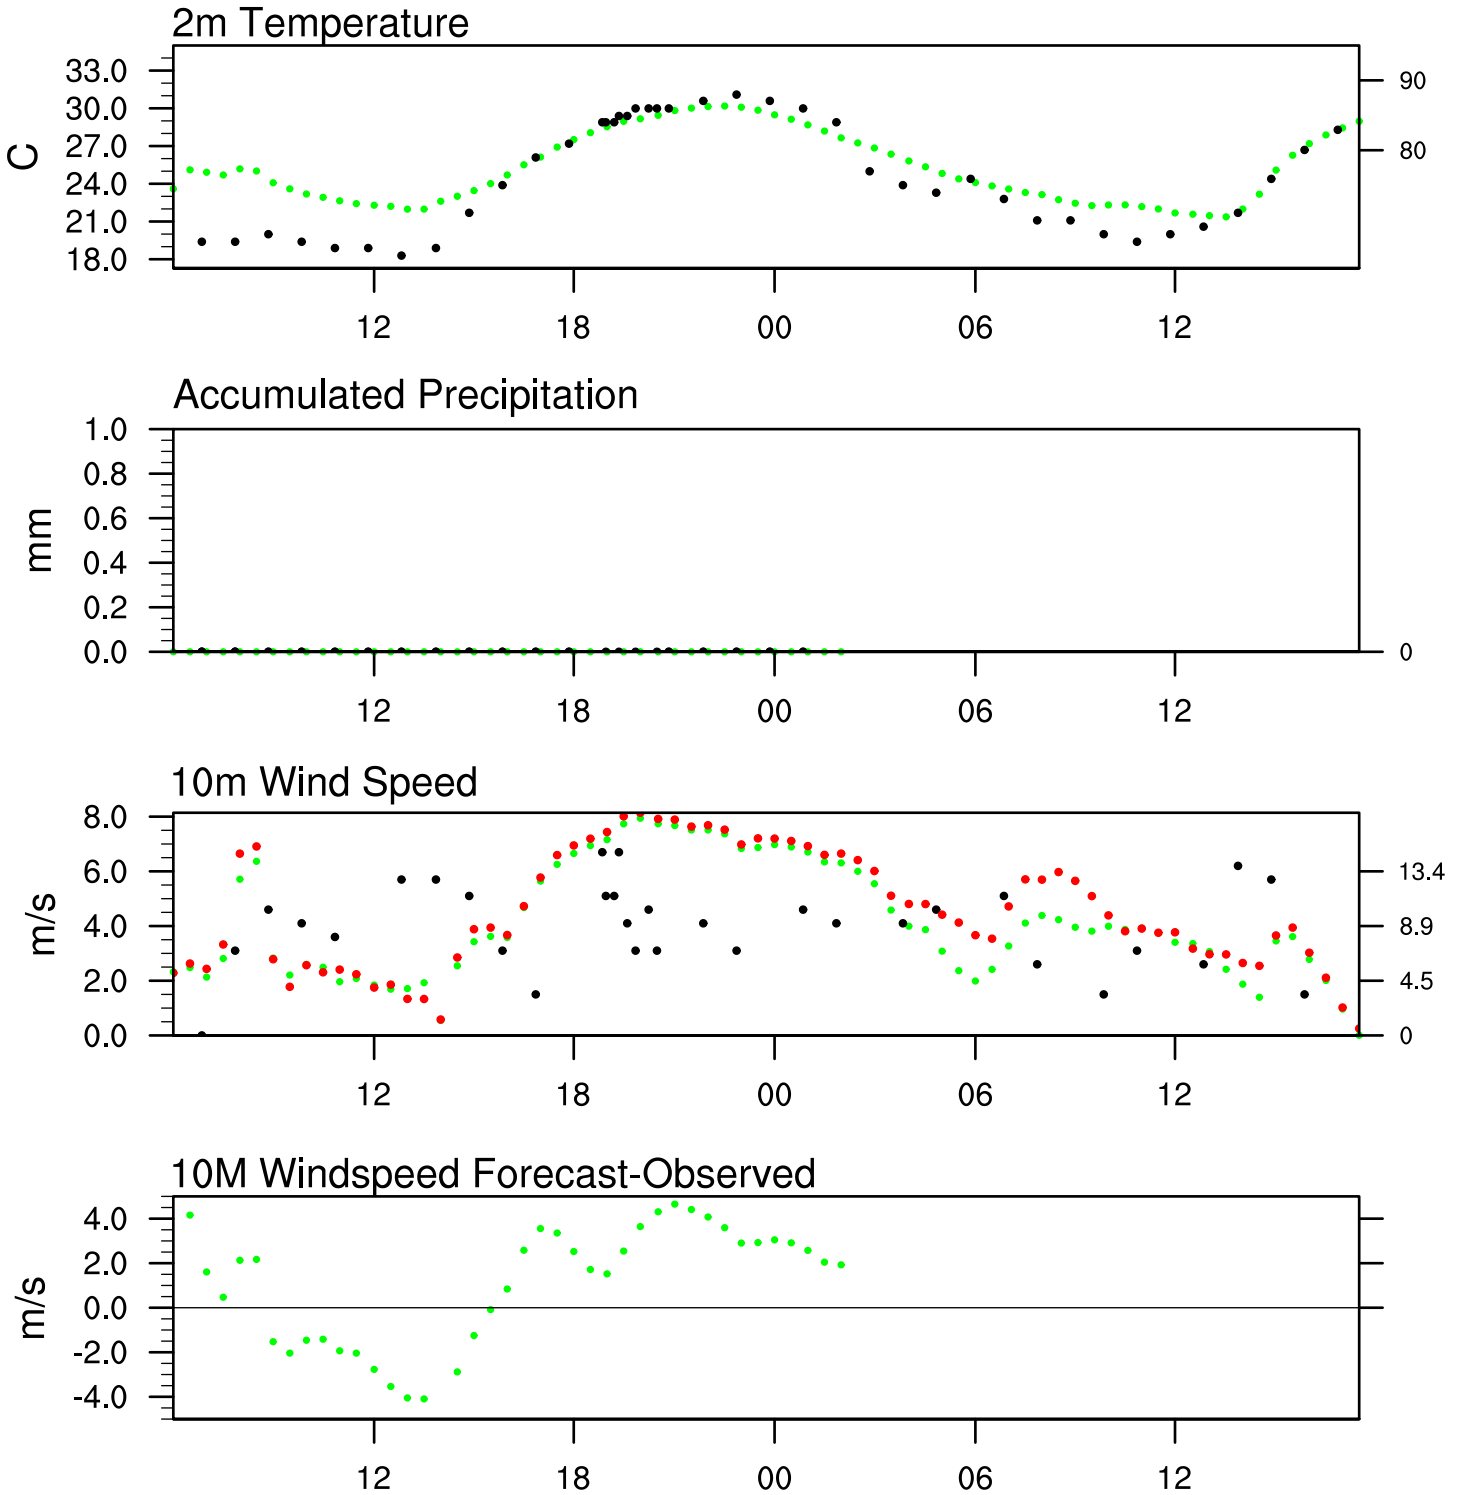 2m Temperature
33.0
30.0
27.0
24.0
21.0
18.0
C
90
80
12 18 00 06 12
Accumulated Precipitation
1.0
0.8
0.6
0.4
0.2
0.0
mm
0
12 18 00 06 12
10m Wind Speed
8.0
6.0
4.0
2.0
0.0
m/s
13.4
8.9
4.5
0
12 18 00 06 12
10M Windspeed Forecast-Observed
4.0
2.0
0.0
-2.0
-4.0
m/s
12 18 00 06 12